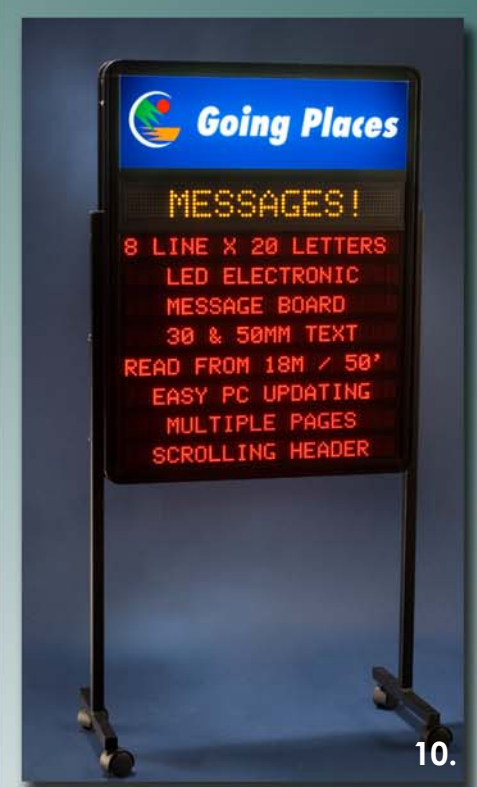 Going Places
MESSAGES!
8 LINE X 20 LETTERS
LED ELECTRONIC
MESSAGE BOARD
30 & 50MM TEXT
READ FROM 18M / 50'
EASY PC UPDATING
MULTIPLE PAGES
SCROLLING HEADER
10.